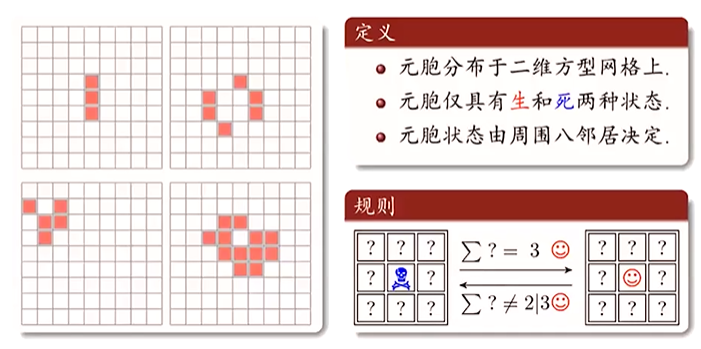 定义
元胞分布于二维方型网格上.
元胞仅具有生和死两种状态.
元胞状态由周围八邻居决定.
规则
? ? ?
? ?
? ? ?
∑ ? = 3
∑ ? ≠ 2|3
? ? ?
? ?
? ? ?